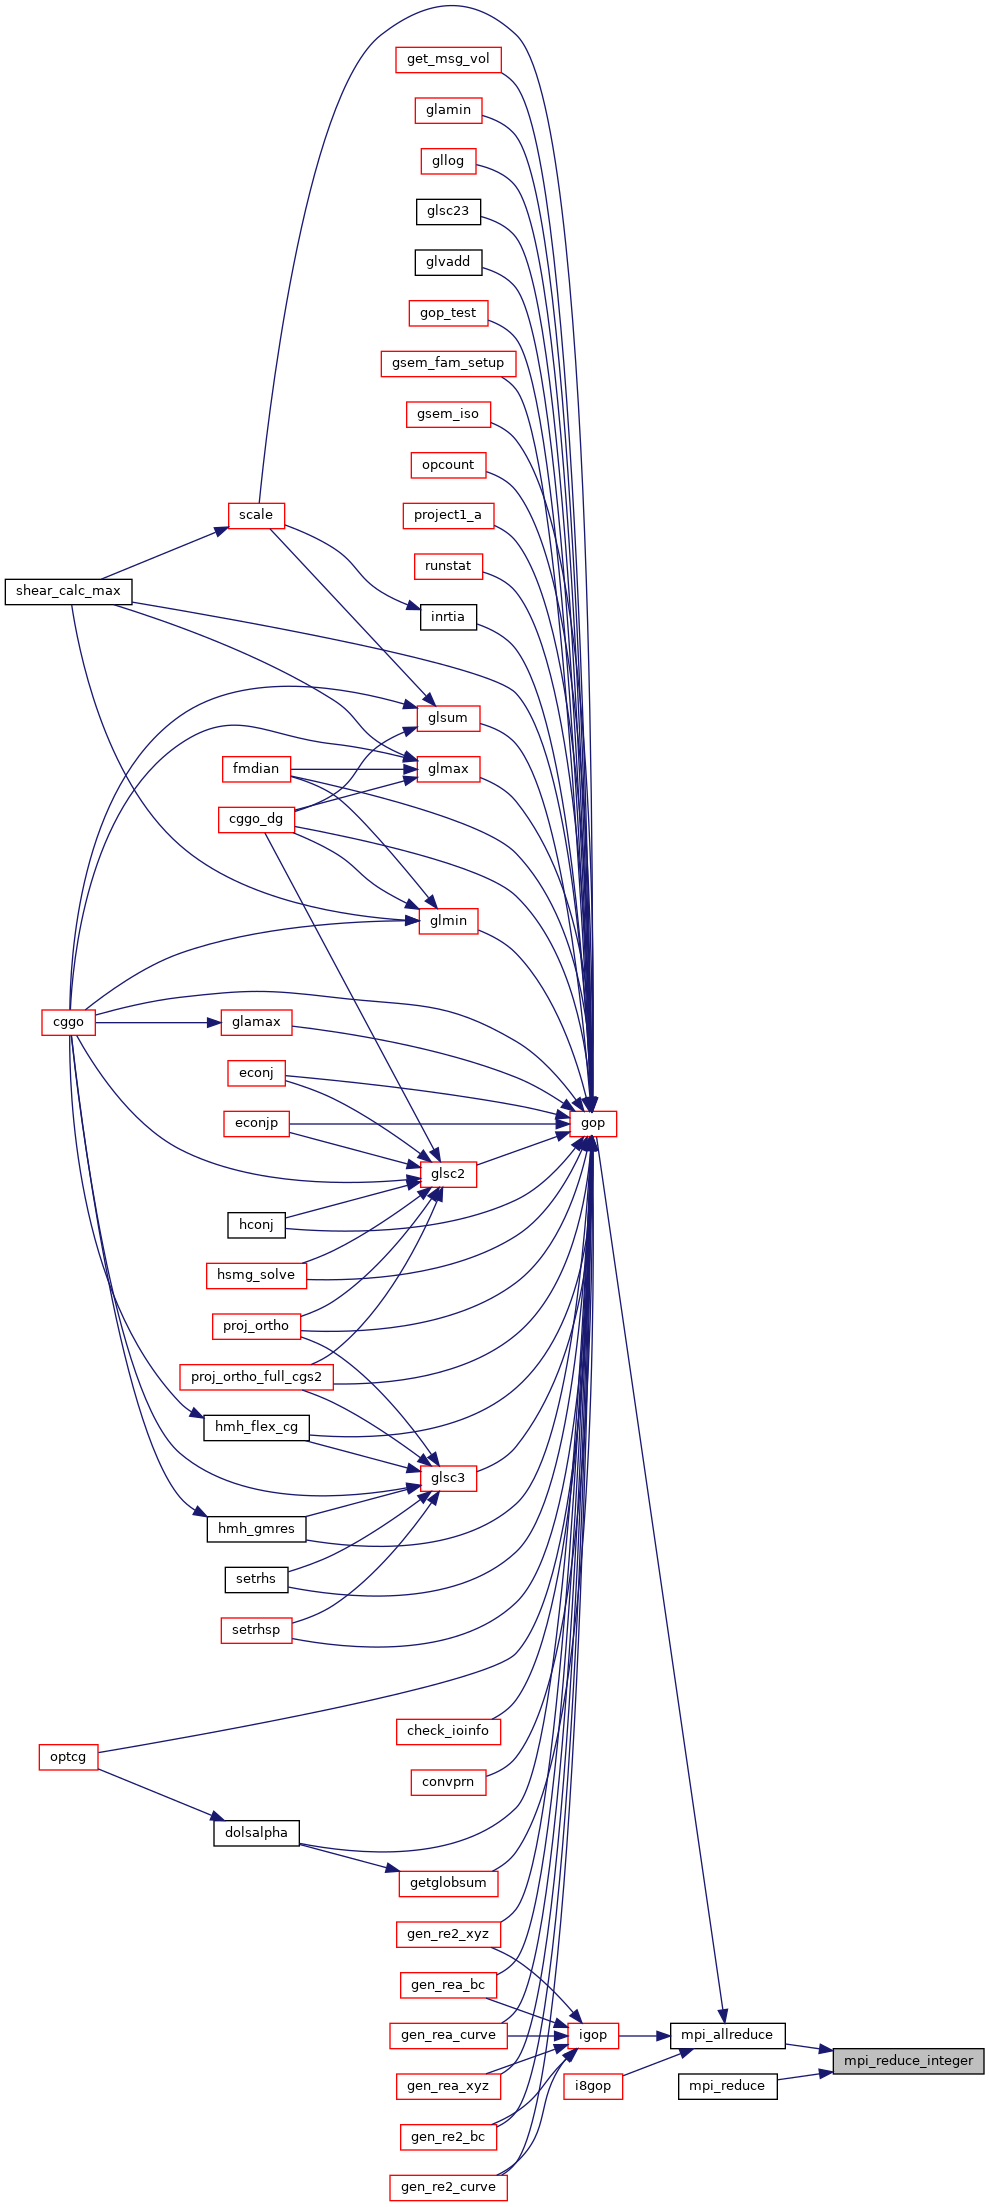 get_msg_vol
glamin
gllog
glsc23
glvadd
gop_test
gsem_fam_setup
gsem_iso
opcount
project1_a
scale
runstat
shear_calc_max
inrtia
glsum
fmdian
glmax
cggo_dg
glmin
cggo
glamax
econj
econjp
gop
glsc2
hconj
hsmg_solve
proj_ortho
proj_ortho_full_cgs2
hmh_flex_cg
glsc3
hmh_gmres
setrhs
setrhsp
check_ioinfo
optcg
convprn
dolsalpha
getglobsum
gen_re2_xyz
gen_rea_bc
gen_rea_curve
igop
mpi_allreduce
mpi_reduce_integer
gen_rea_xyz
i8gop
mpi_reduce
gen_re2_bc
gen_re2_curve